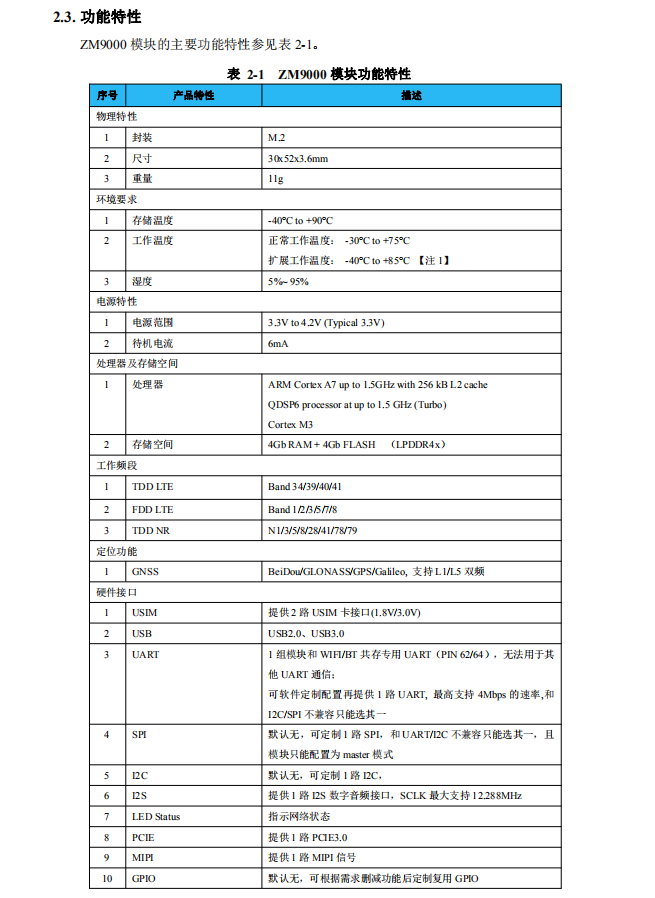 2.3. 功能特性
ZM9000 模块的主要功能特性参见表 2-1。
表 2-1 ZM9000 模块功能特性
序号 产品特性 描述
物理特性
1 封装 M.2
2 尺寸 30x52x3.6mm
3 重量 11g
环境要求
1 存储温度 -40℃ to +90℃
2 工作温度 正常工作温度： -30℃ to +75℃
扩展工作温度： -40℃ to +85℃ 【注 1】
3 湿度 5%~ 95%
电源特性
1 电源范围 3.3V to 4.2V (Typical 3.3V)
2 待机电流 6mA
处理器及存储空间
1 处理器 ARM Cortex A7 up to 1.5GHz with 256 kB L2 cache
QDSP6 processor at up to 1.5 GHz (Turbo)
Cortex M3
2 存储空间 4Gb RAM + 4Gb FLASH （LPDDR4x）
工作频段
1 TDD LTE Band 34/39/40/41
2 FDD LTE Band 1/2/3/5/7/8
3 TDD NR N1/3/5/8/28/41/78/79
定位功能
1 GNSS BeiDou/GLONASS/GPS/Galileo, 支持 L1/L5 双频
硬件接口
1 USIM 提供 2 路 USIM 卡接口(1.8V/3.0V)
2 USB USB2.0、USB3.0
3 UART 1 组模块和 WIFI/BT 共存专用 UART（PIN 62/64），无法用于其
他 UART 通信；
可软件定制配置再提供 1 路 UART, 最高支持 4Mbps 的速率,和
I2C/SPI 不兼容只能选其一
4 SPI 默认无，可定制 1 路 SPI，和 UART/I2C 不兼容只能选其一，且
模块只能配置为 master 模式
5 I2C 默认无，可定制 1 路 I2C，
6 I2S 提供 1 路 I2S 数字音频接口，SCLK 最大支持 12.288MHz
7 LED Status 指示网络状态
8 PCIE 提供 1 路 PCIE3.0
9 MIPI 提供 1 路 MIPI 信号
10 GPIO 默认无，可根据需求删减功能后定制复用 GPIO